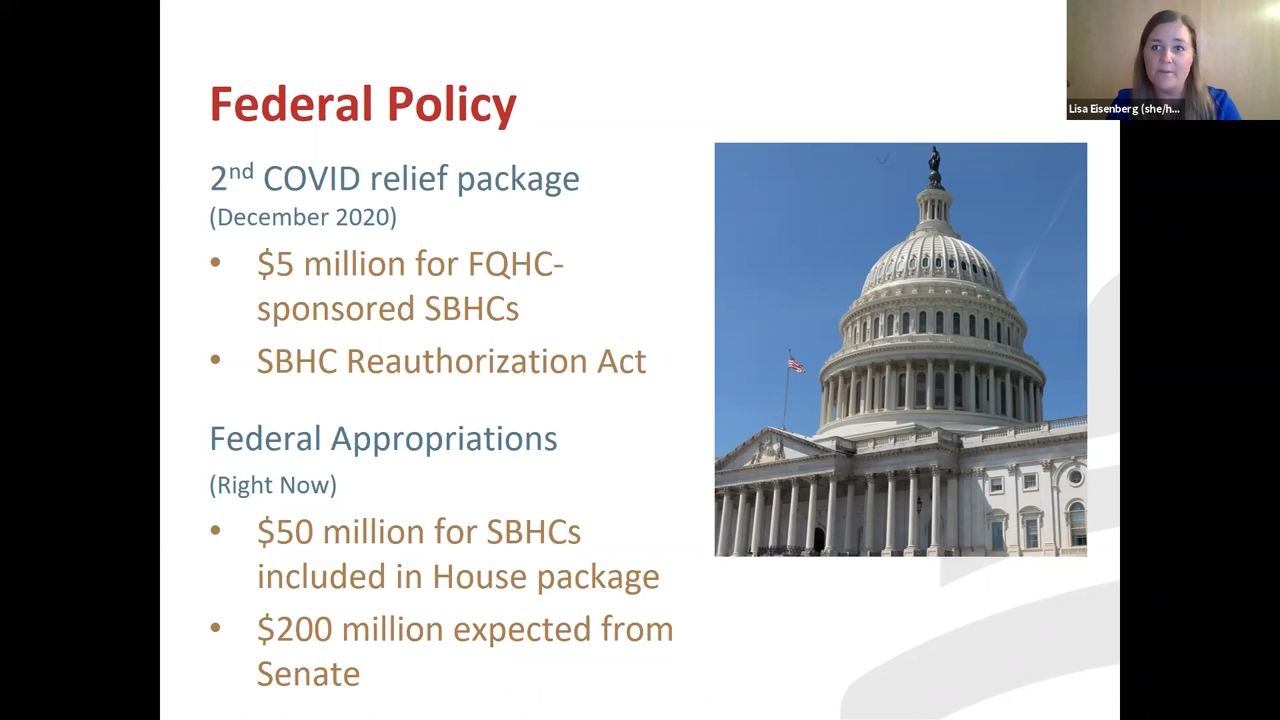 Lisa Eisenberg (she/h...
Federal Policy
2nd COVID relief package
(December 2020)
• $5 million for FQHC-
sponsored SBHCs
• SBHC Reauthorization Act
Federal Appropriations
(Right Now)
• $50 million for SBHCs
included in House package
• $200 million expected from
Senate